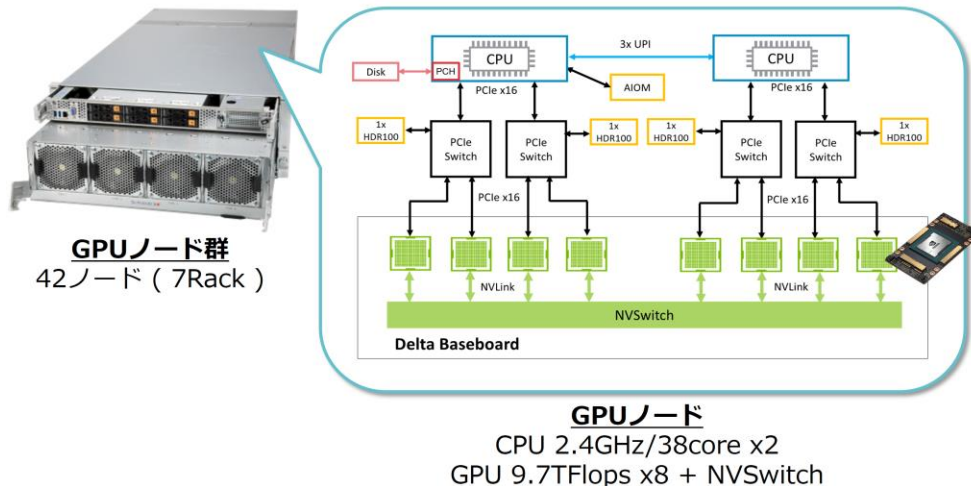 CPU
3x UPI
CPU
Disk
PCH
AIOM
PCIe x16
PCIe x16
1x
HDR100
PCIe
Switch
PCIe
Switch
1x
HDR100
1x
HDR100
PCIe
Switch
PCIe
Switch
1x
HDR100
PCIe x16
PCIe x16
NVLink
NVLink
NVSwitch
Delta Baseboard
GPUノード群
42ノード ( 7Rack )
GPUノード
CPU 2.4GHz/38core x2
GPU 9.7TFlops x8 + NVSwitch